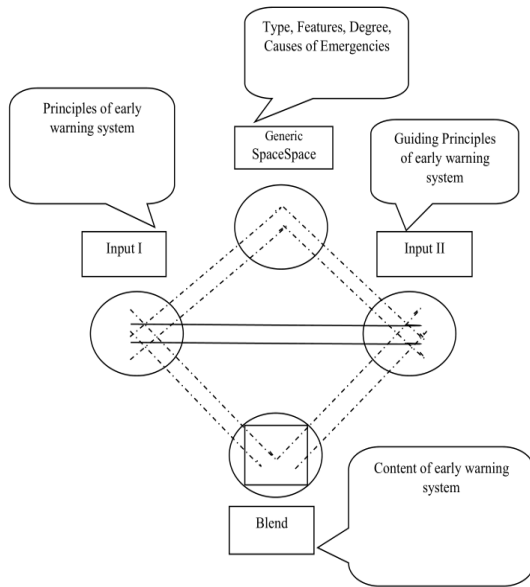 Type, Features, Degree,
Causes of Emergencies
Principles of early
warning system
Generic
SpaceSpace
Guiding Principles
of early warning
system
Input I
Input II
Content of early warning
system
Blend